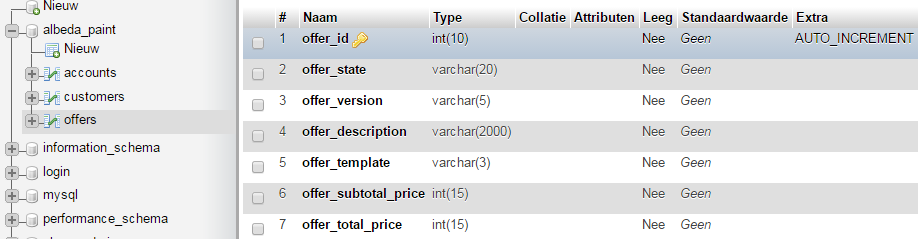 Nieuw
albeda_paint
Nieuw
accounts
customers
offers
information_schema
login
mysql
performance_schema
# Naam Type Collatie Attributen Leeg Standaardwaarde Extra
1 offer_id int(10) Nee Geen AUTO_INCREMENT
2 offer_state varchar(20) Nee Geen
3 offer_version varchar(5) Nee Geen
4 offer_description varchar(2000) Nee Geen
5 offer_template varchar(3) Nee Geen
6 offer_subtotal_price int(15) Nee Geen
7 offer_total_price int(15) Nee Geen